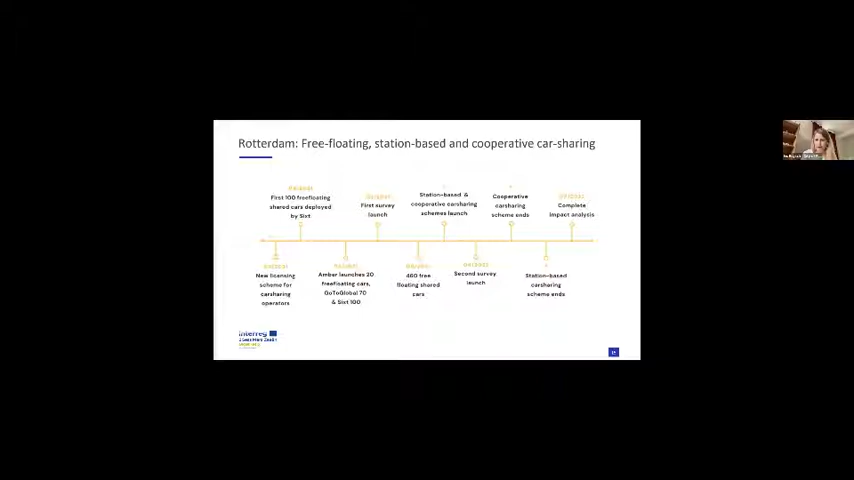 Rotterdam: Free-floating, station-based and cooperative car-sharing
First 100 freefloating
shared cars deployed
by Sixt
First survey
launch
Station-based &
cooperative carsharing
schemes launch
Cooperative
carsharing
scheme ends
Complete
impact analysis
New licensing
scheme for
carsharing
operators
Amber launches 20
freefloating cars,
GoToGlobal 70
& Sixt 100
460 free
floating shared
cars
Second survey
launch
Station-based
carsharing
scheme ends
Interreg